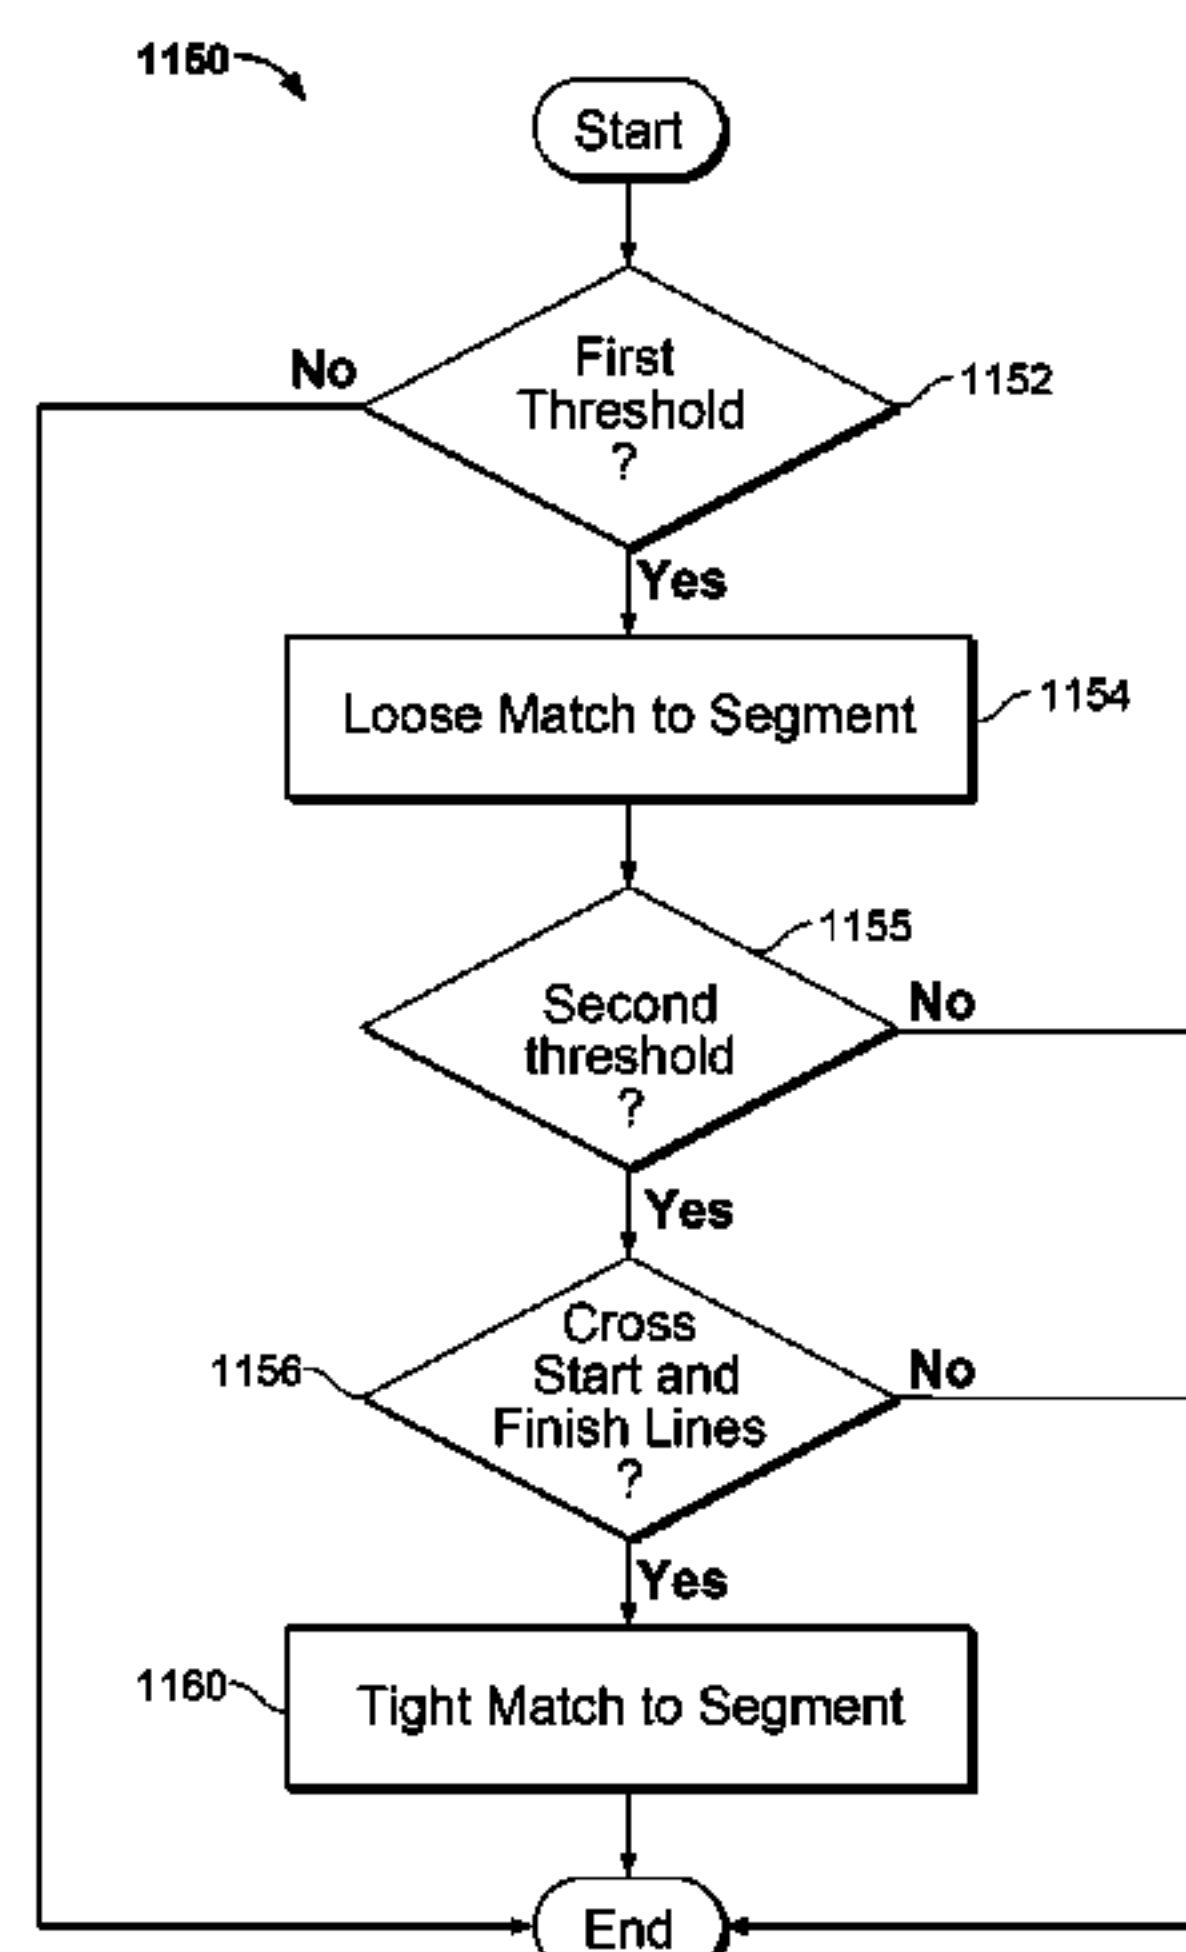 1150
Start
First
Threshold
?
No
1152
Yes
Loose Match to Segment
1154
1155
Second
threshold
?
No
Yes
Cross
Start and
Finish Lines
?
1156
No
Yes
1160
Tight Match to Segment
End